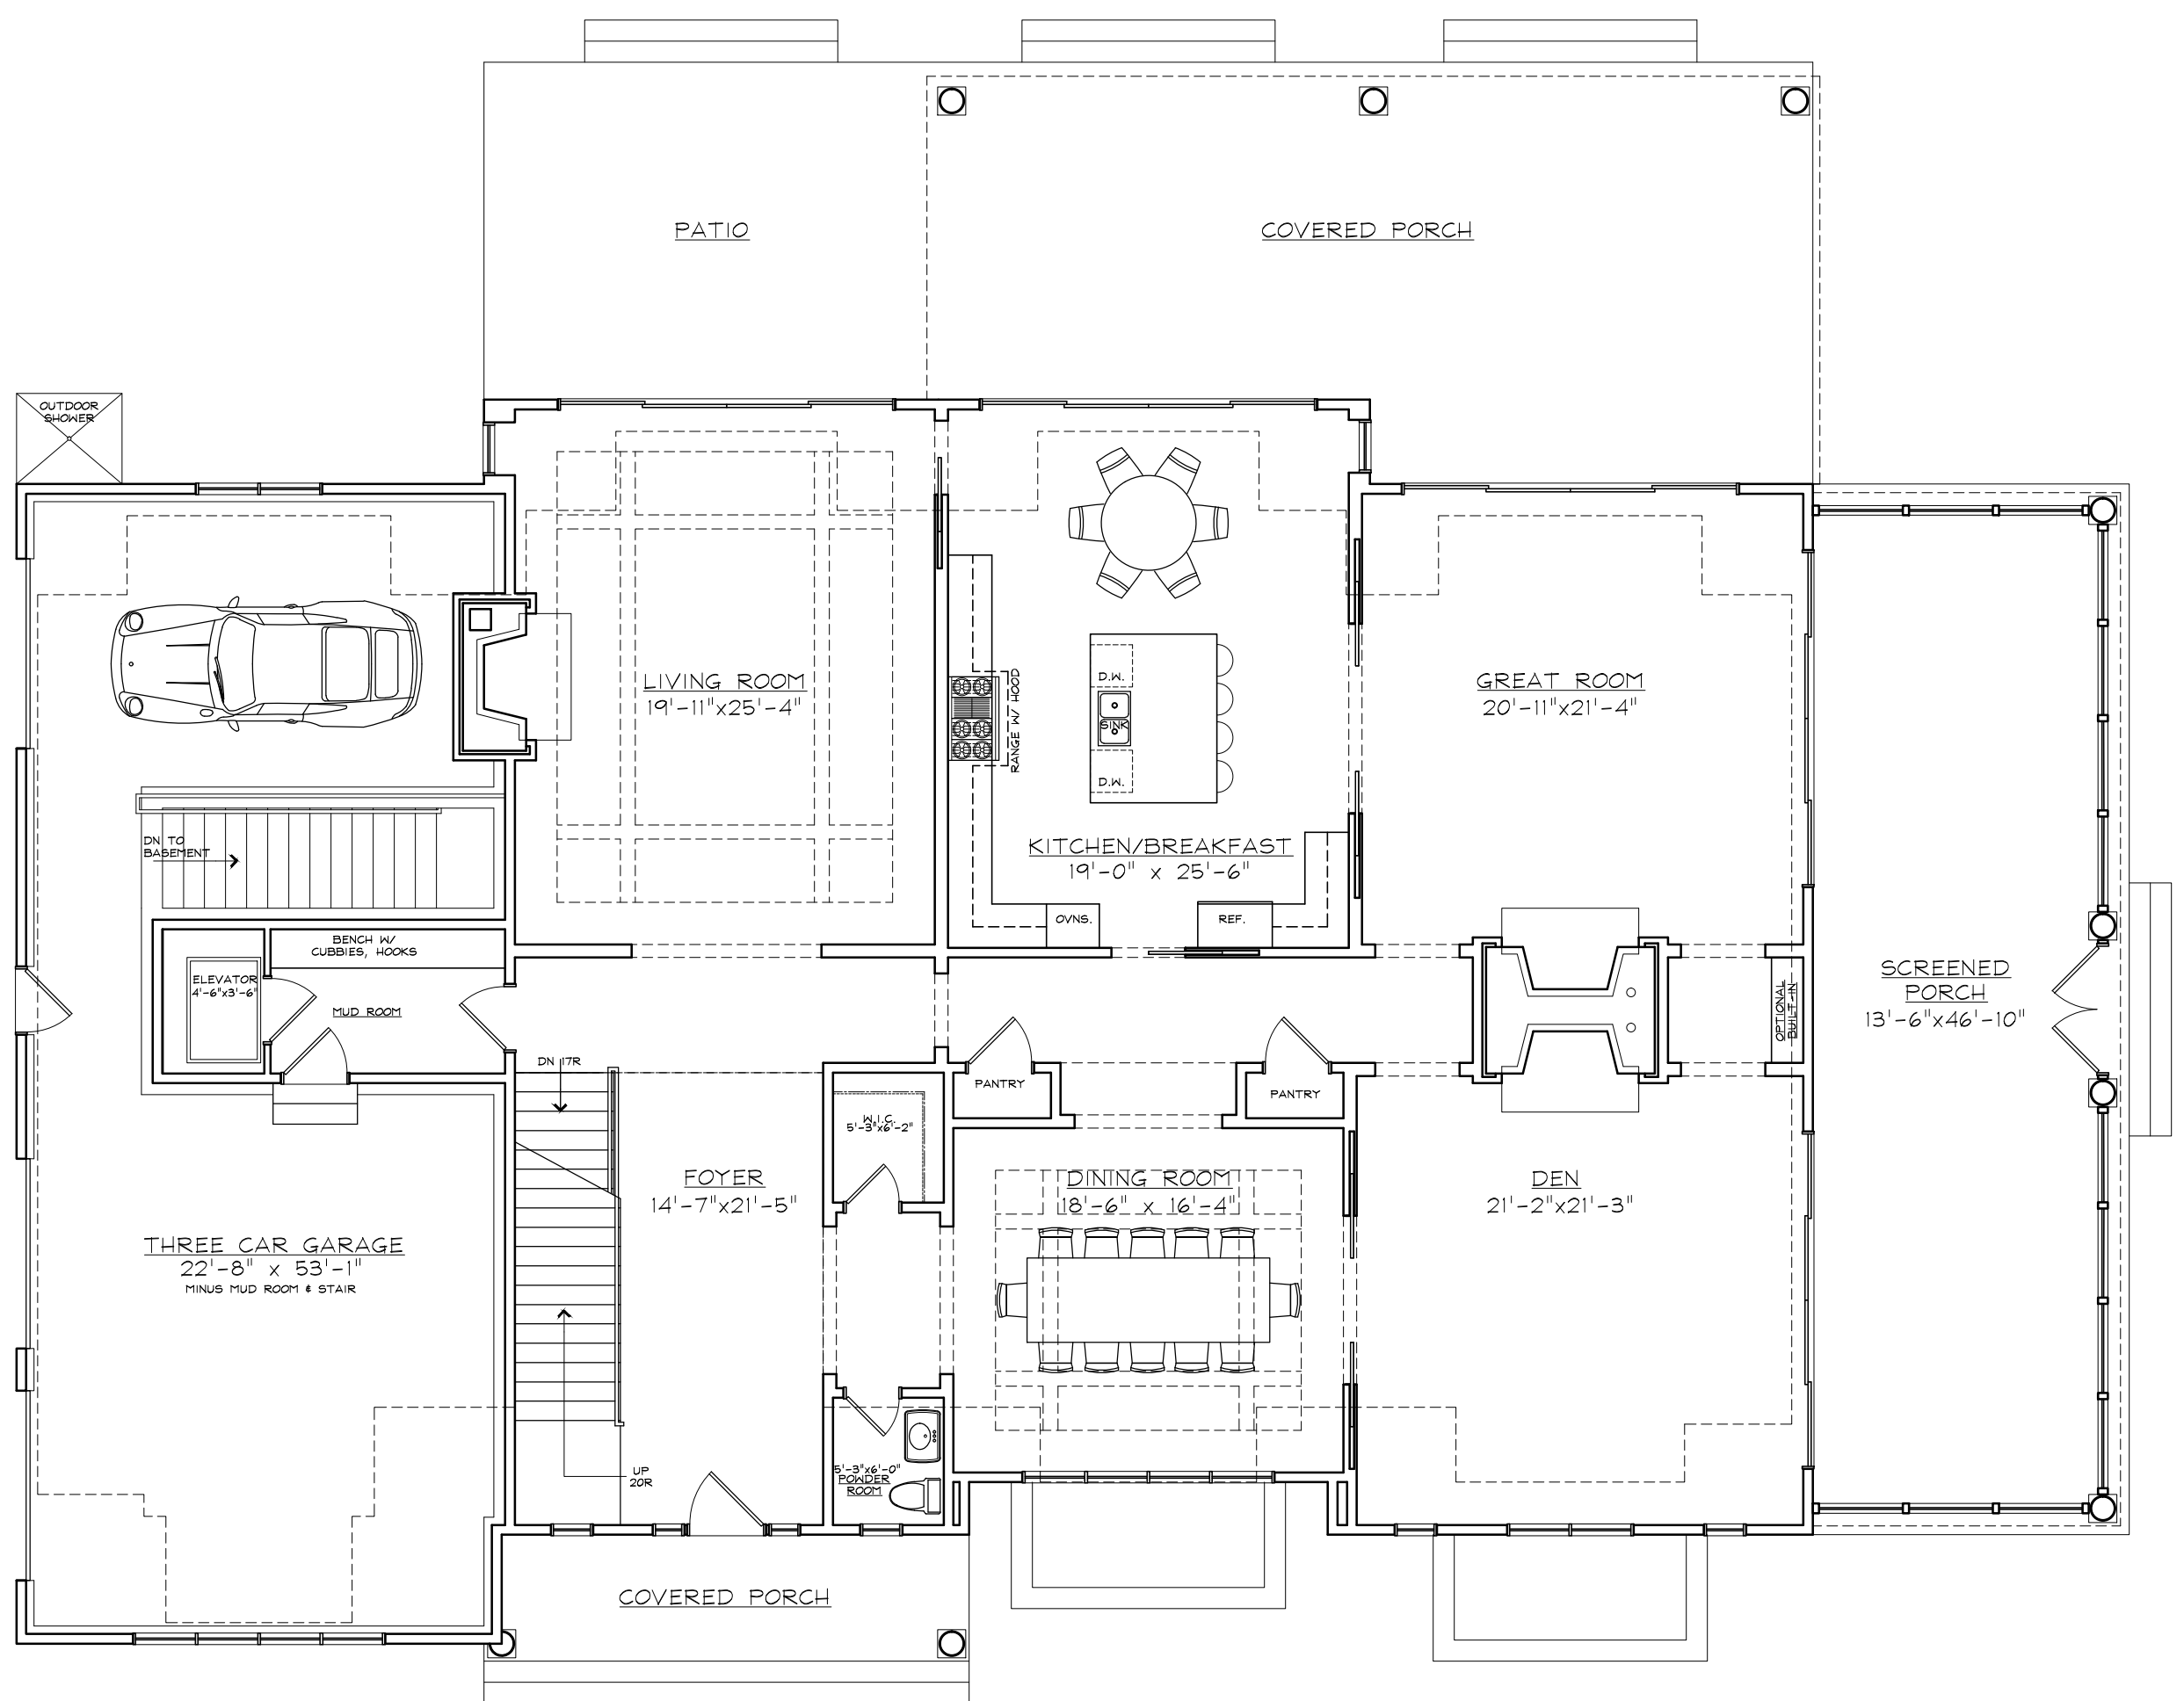 PATIO
COVERED PORCH
OUTDOOR
SHOWER
LIVING ROOM
19'-11"x25'-4"
D.W.
SINK
D.W.
RANGE W/ HOOD
GREAT ROOM
20'-11"x21'-4"
KITCHEN/BREAKFAST
19'-0" x 25'-6"
OVNS.
REF.
DN TO
BASEMENT
BENCH W/
CUBBIES, HOOKS
ELEVATOR
4'-6"x3'-6"
MUD ROOM
SCREENED
PORCH
13'-6"x46'-10"
OPTIONAL
BUILT-IN
DN 17R
PANTRY
PANTRY
W.I.C.
5'-3"x6'-2"
FOYER
14'-7"x21'-5"
DINING ROOM
18'-6" x 16'-4"
DEN
21'-2"x21'-3"
THREE CAR GARAGE
22'-8" x 53'-1"
MINUS MUD ROOM & STAIR
UP
20R
5'-3"x6'-0"
POWDER
ROOM
COVERED PORCH